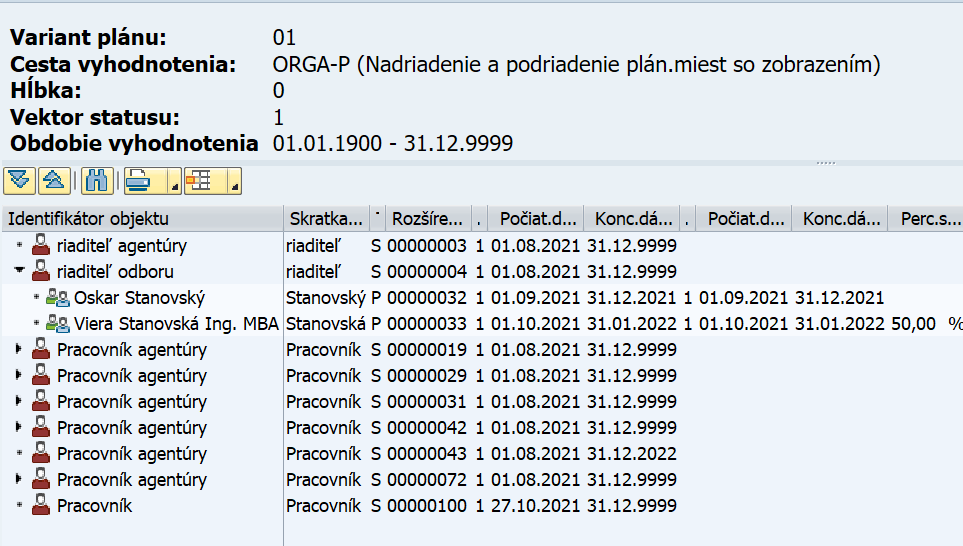 Variant plánu: 01
Cesta vyhodnotenia: ORGA-P (Nadriadenie a podriadenie plán.miest so zobrazením)
Hĺbka: 0
Vektor statusu: 1
Obdobie vyhodnotenia 01.01.1900 - 31.12.9999
Identifikátor objektu Skratka... Rozšíre... . Počiat.d... Konc.dá... . Počiat.d... Konc.dá... Perc.s...
riaditeľ agentúry riaditeľ S 00000003 1 01.08.2021 31.12.9999
riaditeľ odboru riaditeľ S 00000004 1 01.08.2021 31.12.9999
Oskar Stanovský Stanovský P 00000032 1 01.09.2021 31.12.2021 1 01.09.2021 31.12.2021
Viera Stanovská Ing. MBA Stanovská P 00000033 1 01.10.2021 31.01.2022 1 01.10.2021 31.01.2022 50,00 %
Pracovník agentúry Pracovník S 00000019 1 01.08.2021 31.12.9999
Pracovník agentúry Pracovník S 00000029 1 01.08.2021 31.12.9999
Pracovník agentúry Pracovník S 00000031 1 01.08.2021 31.12.9999
Pracovník agentúry Pracovník S 00000042 1 01.08.2021 31.12.9999
Pracovník agentúry Pracovník S 00000043 1 01.08.2021 31.12.2022
Pracovník agentúry Pracovník S 00000072 1 01.08.2021 31.12.9999
Pracovník Pracovník S 00000100 1 27.10.2021 31.12.9999